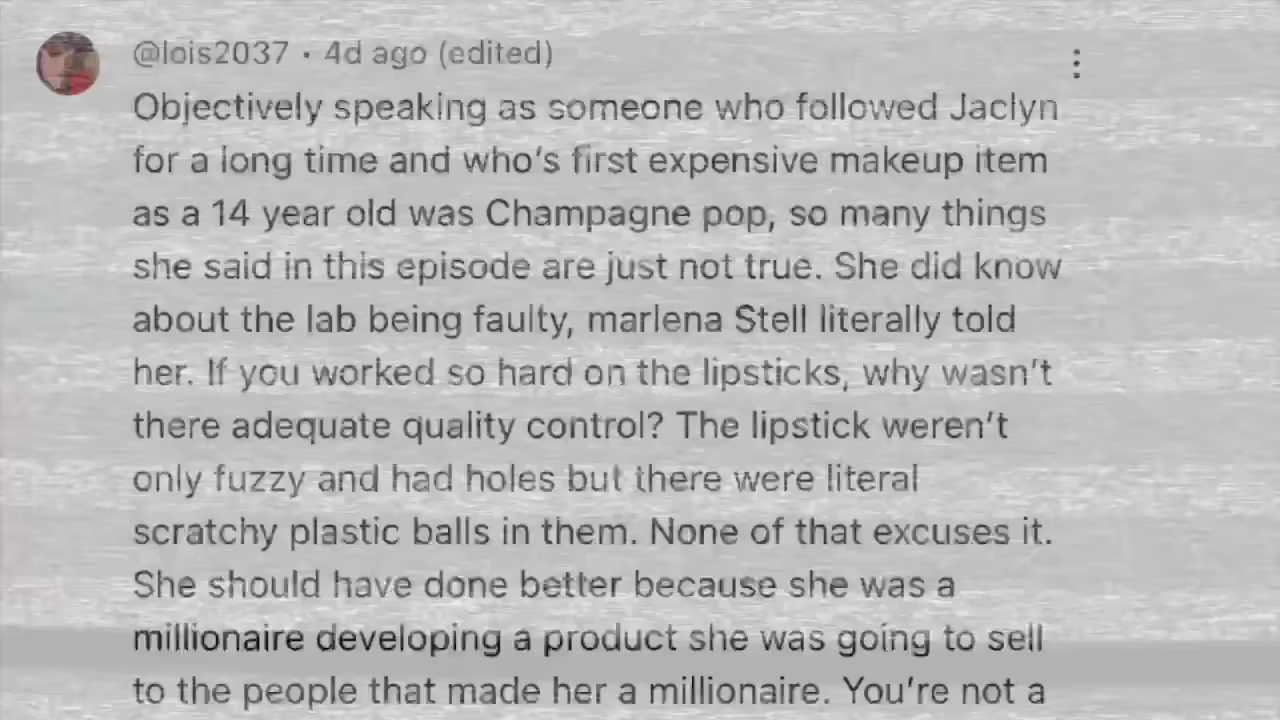 @lois2037 · 4d ago (edited)
Objectively speaking as someone who followed Jaclyn
for a long time and who's first expensive makeup item
as a 14 year old was Champagne pop, so many things
she said in this episode are just not true. She did know
about the lab being faulty, marlena Stell literally told
her. If you worked so hard on the lipsticks, why wasn't
there adequate quality control? The lipstick weren't
only fuzzy and had holes but there were literal
scratchy plastic balls in them. None of that excuses it.
She should have done better because she was a
millionaire developing a product she was going to sell
to the people that made her a millionaire. You're not a